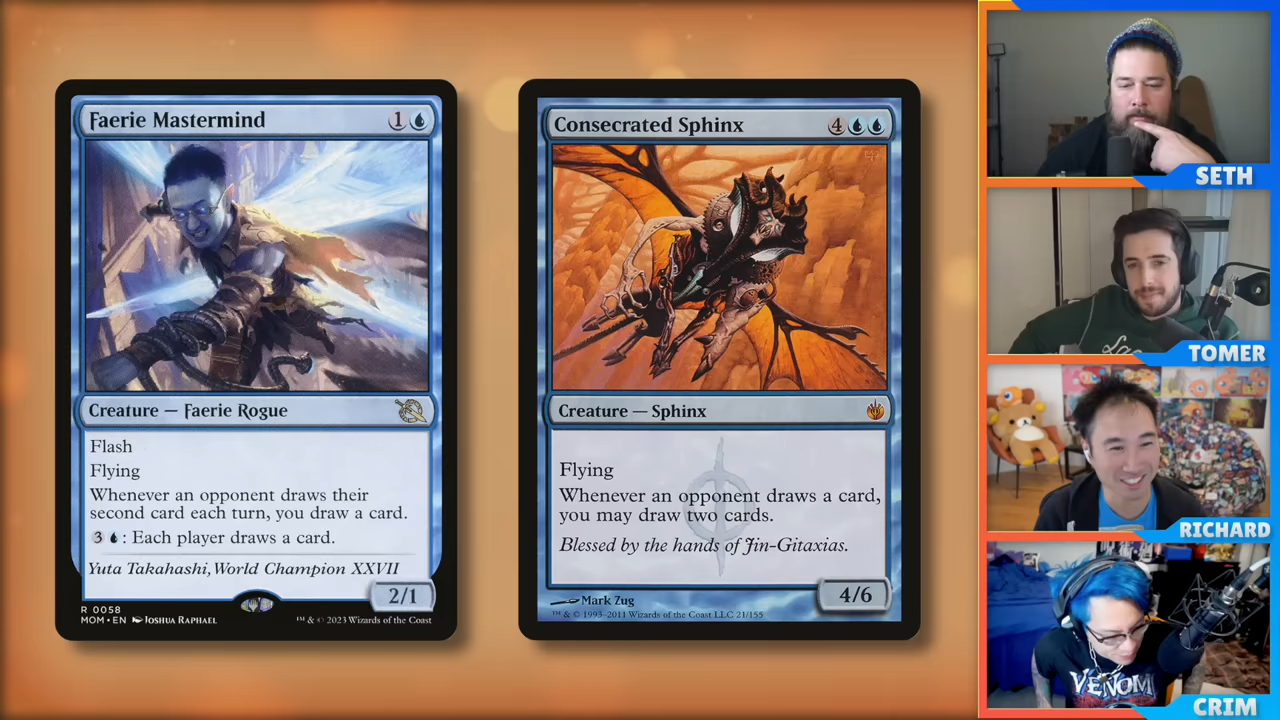 Faerie Mastermind 1
Creature — Faerie Rogue
Flash
Flying
Whenever an opponent draws their
second card each turn, you draw a card.
3 : Each player draws a card.
Yuta Takahashi, World Champion XXVII
2/1
R 0058
MOM • EN JOSHUA RAPHAEL
™ & © 2023 Wizards of the Coast
Consecrated Sphinx 4
Creature — Sphinx
Flying
Whenever an opponent draws a card,
you may draw two cards.
Blessed by the hands of Jin-Gitaxias.
4/6
Mark Zug
™ & © 1993–2011 Wizards of the Coast LLC 21/155
SETH
TOMER
RICHARD
VENOM
CRIM